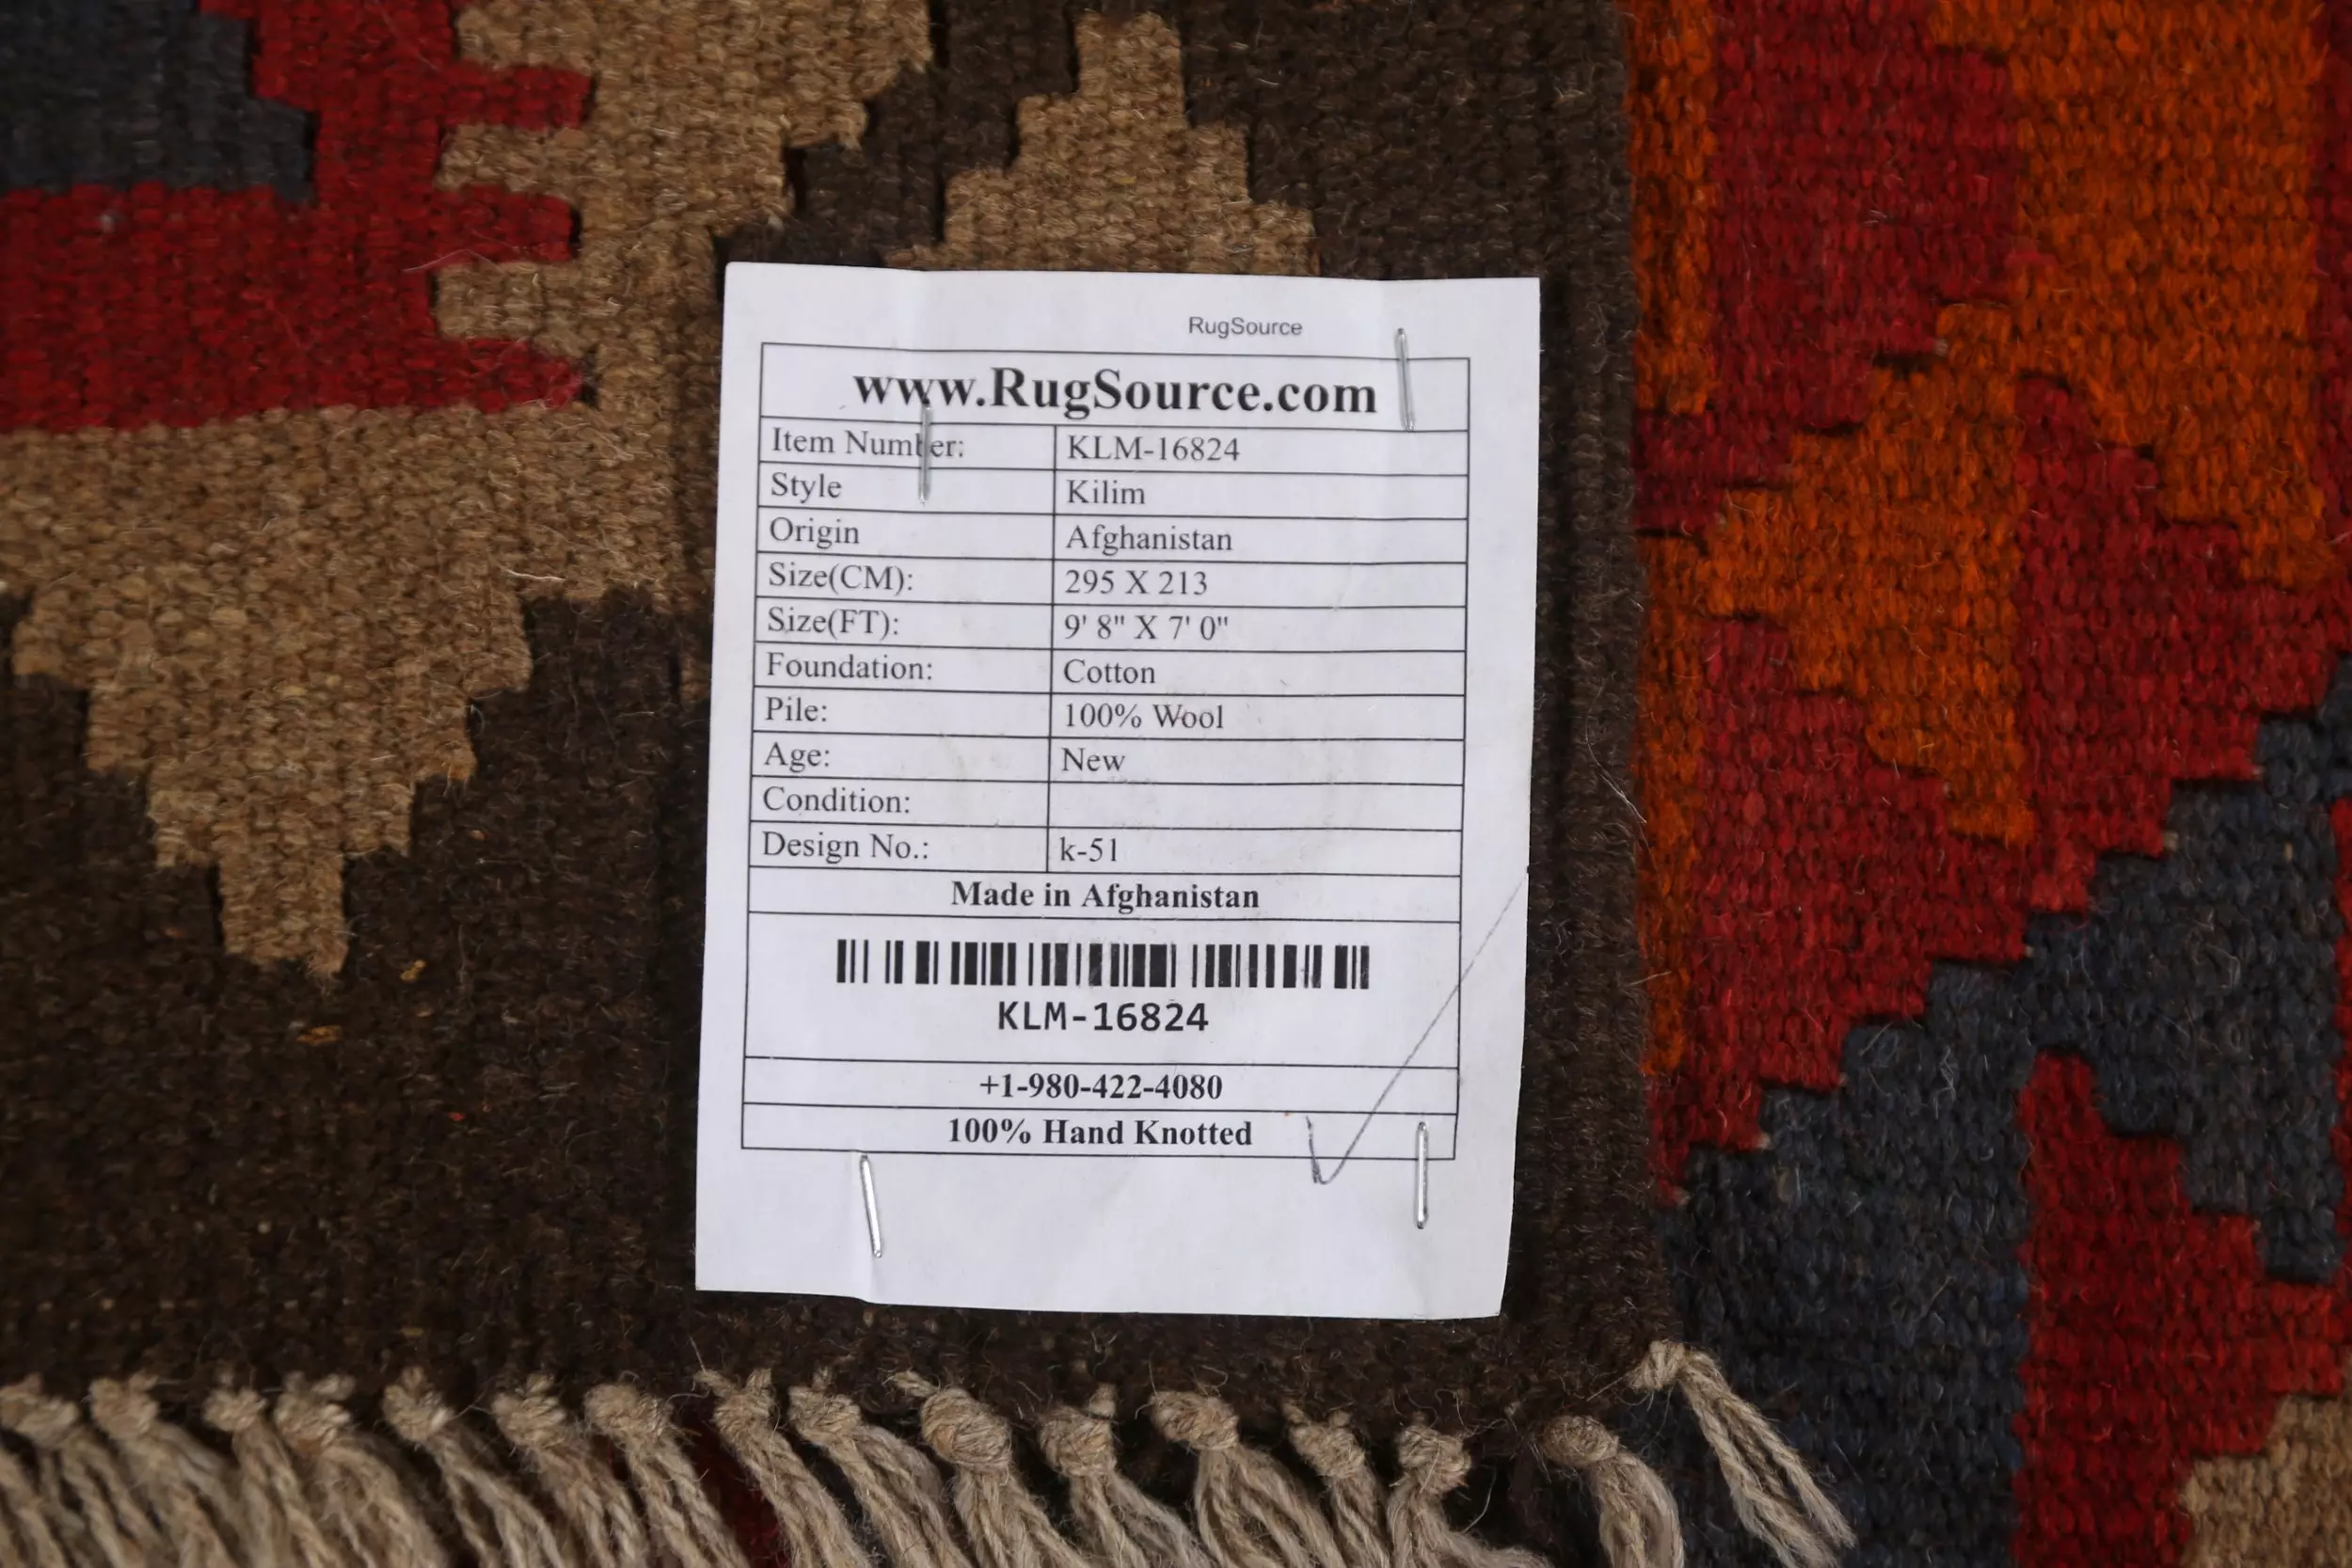 RugSource
www.RugSource.com
Item Number: KLM-16824
Style Kilim
Origin Afghanistan
Size(CM): 295 X 213
Size(FT): 9' 8" X 7' 0"
Foundation: Cotton
Pile: 100% Wool
Age: New
Condition:
Design No.: k-51
Made in Afghanistan
KLM-16824
+1-980-422-4080
100% Hand Knotted